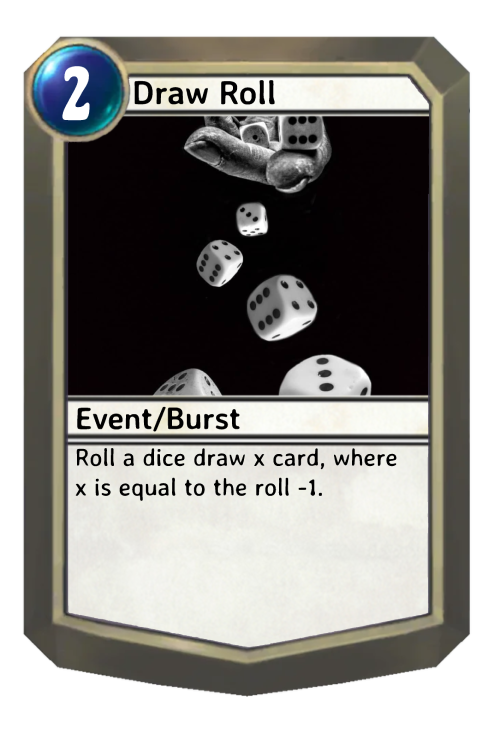 2
Draw Roll
Event/Burst
Roll a dice draw x card, where
x is equal to the roll -1.